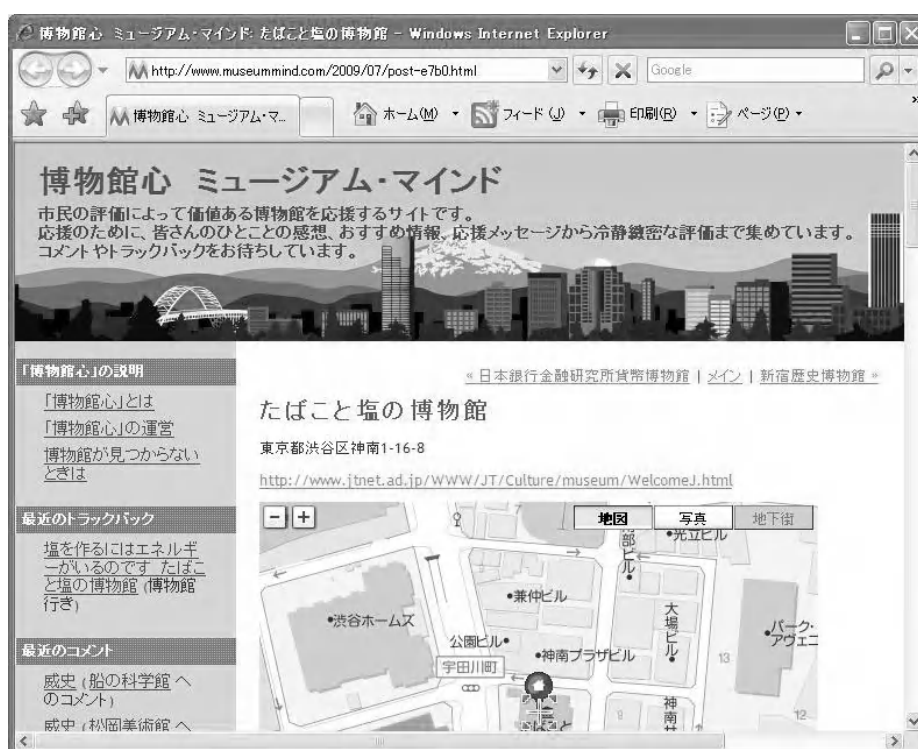 博物館心 ミュージアム・マインド: たばこと塩の博物館 - Windows Internet Explorer
http://www.museummind.com/2009/07/post-e7b0.html
Google
博物館心 ミュージアム・マ...
ホーム(M)
フィード(J)
印刷(R)
ページ(P)
博物館心 ミュージアム・マインド
市民の評価によって価値ある博物館を応援するサイトです。
応援のために、皆さんのひとことの感想、おすすめ情報、応援メッセージから冷静緻密な評価まで集めています。
コメントやトラックバックをお待ちしています。
「博物館心」の説明
「博物館心」とは
「博物館心」の運営
博物館が見つからない
ときは
最近のトラックバック
塩を作るにはエネルギ
ーがいるのです たばこ
と塩の博物館 (博物館
行き)
最近のコメント
威史 (船の科学館 へ
のコメント)
威史 (松岡美術館 へ
« 日本銀行金融研究所貨幣博物館 | メイン | 新宿歴史博物館 »
たばこと塩の博物館
東京都渋谷区神南1-16-8
http://www.jtnet.ad.jp/WWW/JT/Culture/museum/WelcomeJ.html
地図
写真
地下街
部ビル
光立ビル
兼仲ビル
渋谷ホームズ
大場ビル
パーク・
アヴェニ
公園ビル
神南プラザビル
宇田川町
13
9
神南
12
たばこと